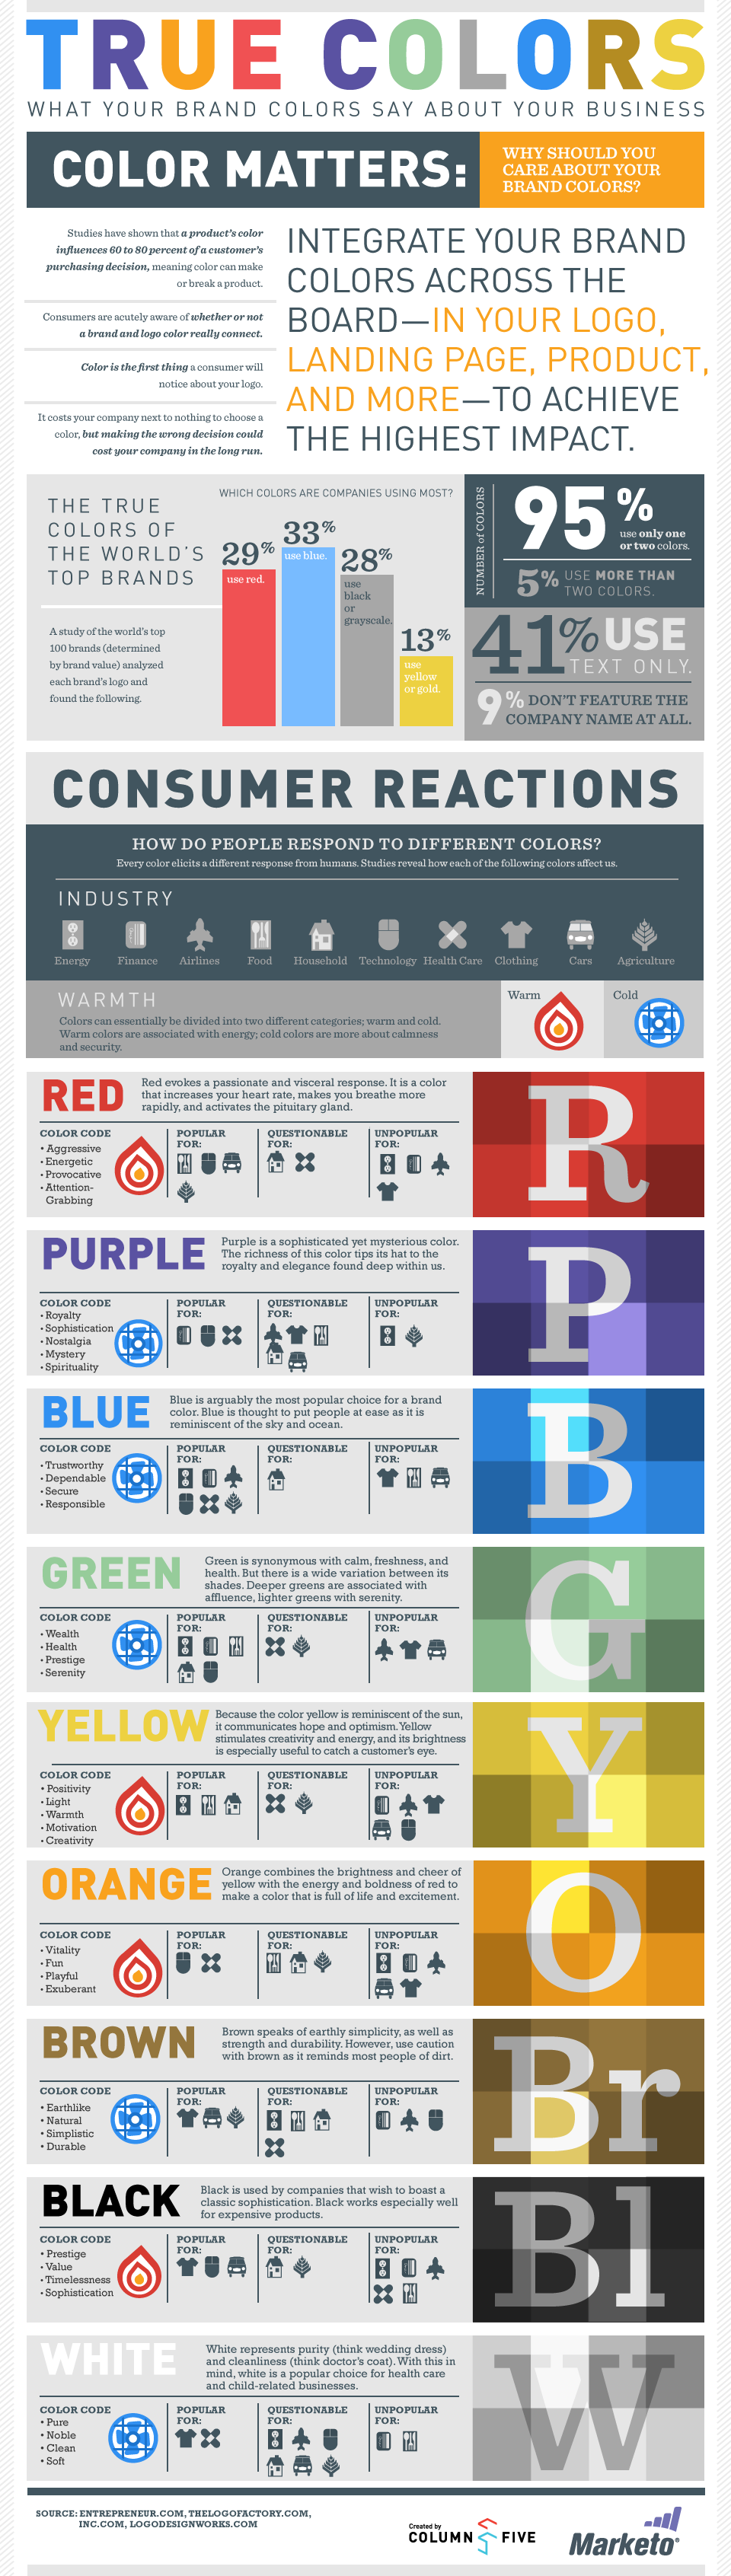 TRUE COLORS
WHAT YOUR BRAND COLORS SAY ABOUT YOUR BUSINESS
COLOR MATTERS:
WHY SHOULD YOU
CARE ABOUT YOUR
BRAND COLORS?
Studies have shown that a product's color
influences 60 to 80 percent of a customer's
purchasing decision, meaning color can make
or break a product.
Consumers are acutely aware of whether or not
a brand and logo color really connect.
Color is the first thing a consumer will
notice about your logo.
It costs your company next to nothing to choose a
color, but making the wrong decision could
cost your company in the long run.
INTEGRATE YOUR BRAND
COLORS ACROSS THE
BOARD—IN YOUR LOGO,
LANDING PAGE, PRODUCT,
AND MORE—TO ACHIEVE
THE HIGHEST IMPACT.
THE TRUE
COLORS OF
THE WORLD'S
TOP BRANDS
A study of the world's top
100 brands (determined
by brand value) analyzed
each brand's logo and
found the following.
WHICH COLORS ARE COMPANIES USING MOST?
29%
use red.
33%
use blue.
28%
use
black
or
grayscale.
13%
use
yellow
or gold.
NUMBER of COLORS
95%
use only one
or two colors.
5% USE MORE THAN
TWO COLORS.
41% USE
TEXT ONLY.
9% DON'T FEATURE THE
COMPANY NAME AT ALL.
CONSUMER REACTIONS
HOW DO PEOPLE RESPOND TO DIFFERENT COLORS?
Every color elicits a different response from humans. Studies reveal how each of the following colors affect us.
INDUSTRY
Energy Finance Airlines Food Household Technology Health Care Clothing Cars Agriculture
WARMTH
Colors can essentially be divided into two different categories; warm and cold.
Warm colors are associated with energy; cold colors are more about calmness
and security.
Warm
Cold
RED
Red evokes a passionate and visceral response. It is a color
that increases your heart rate, makes you breathe more
rapidly, and activates the pituitary gland.
COLOR CODE
• Aggressive
• Energetic
• Provocative
• Attention-
Grabbing
POPULAR
FOR:
QUESTIONABLE
FOR:
UNPOPULAR
FOR:
R
PURPLE
Purple is a sophisticated yet mysterious color.
The richness of this color tips its hat to the
royalty and elegance found deep within us.
COLOR CODE
• Royalty
• Sophistication
• Nostalgia
• Mystery
• Spirituality
POPULAR
FOR:
QUESTIONABLE
FOR:
UNPOPULAR
FOR:
P
BLUE
Blue is arguably the most popular choice for a brand
color. Blue is thought to put people at ease as it is
reminiscent of the sky and ocean.
COLOR CODE
• Trustworthy
• Dependable
• Secure
• Responsible
POPULAR
FOR:
QUESTIONABLE
FOR:
UNPOPULAR
FOR:
B
GREEN
Green is synonymous with calm, freshness, and
health. But there is a wide variation between its
shades. Deeper greens are associated with
affluence, lighter greens with serenity.
COLOR CODE
• Wealth
• Health
• Prestige
• Serenity
POPULAR
FOR:
QUESTIONABLE
FOR:
UNPOPULAR
FOR:
G
YELLOW
Because the color yellow is reminiscent of the sun,
it communicates hope and optimism. Yellow
stimulates creativity and energy, and its brightness
is especially useful to catch a customer's eye.
COLOR CODE
• Positivity
• Light
• Warmth
• Motivation
• Creativity
POPULAR
FOR:
QUESTIONABLE
FOR:
UNPOPULAR
FOR:
Y
ORANGE
Orange combines the brightness and cheer of
yellow with the energy and boldness of red to
make a color that is full of life and excitement.
COLOR CODE
• Vitality
• Fun
• Playful
• Exuberant
POPULAR
FOR:
QUESTIONABLE
FOR:
UNPOPULAR
FOR:
O
BROWN
Brown speaks of earthly simplicity, as well as
strength and durability. However, use caution
with brown as it reminds most people of dirt.
COLOR CODE
• Earthlike
• Natural
• Simplistic
• Durable
POPULAR
FOR:
QUESTIONABLE
FOR:
UNPOPULAR
FOR:
Br
BLACK
Black is used by companies that wish to boast a
classic sophistication. Black works especially well
for expensive products.
COLOR CODE
• Prestige
• Value
• Timelessness
• Sophistication
POPULAR
FOR:
QUESTIONABLE
FOR:
UNPOPULAR
FOR:
Bl
WHITE
White represents purity (think wedding dress)
and cleanliness (think doctor's coat). With this in
mind, white is a popular choice for health care
and child-related businesses.
COLOR CODE
• Pure
• Noble
• Clean
• Soft
POPULAR
FOR:
QUESTIONABLE
FOR:
UNPOPULAR
FOR:
W
SOURCE: ENTREPRENEUR.COM, THELOGOFACTORY.COM,
INC.COM, LOGODESIGNWORKS.COM
Created by
COLUMN FIVE
Marketo®